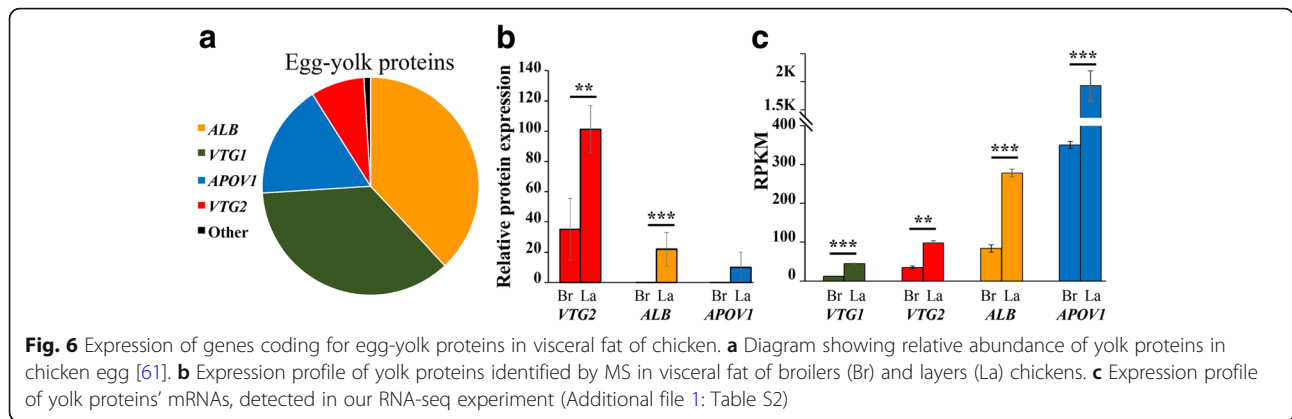 a
Egg-yolk proteins
ALB
VTG1
APOV1
VTG2
Other
b
Relative protein expression
140
120
100
80
60
40
20
0
**
***
Br La Br La Br La
VTG2 ALB APOV1
c
RPKM
2K
1.5K
400
300
200
100
0
***
**
***
***
Br La Br La Br La Br La
VTG1 VTG2 ALB APOV1
Fig. 6 Expression of genes coding for egg-yolk proteins in visceral fat of chicken. a Diagram showing relative abundance of yolk proteins in
chicken egg [61]. b Expression profile of yolk proteins identified by MS in visceral fat of broilers (Br) and layers (La) chickens. c Expression profile
of yolk proteins’ mRNAs, detected in our RNA-seq experiment (Additional file 1: Table S2)